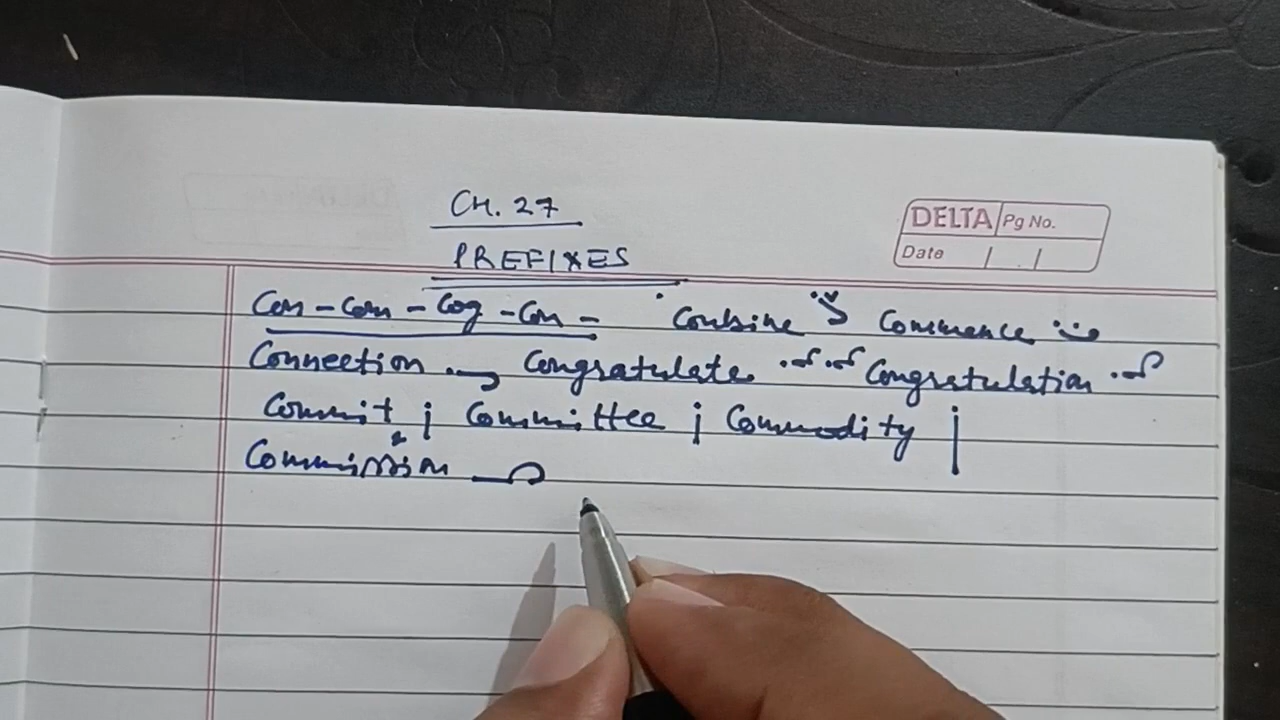 CH. 27
PREFIXES
DELTA Pg No.
Date / /
Con - Com - Cog - Cn - Combine Commence
Connection Congratulate Congratulation
Commit Committee Commodity
Commission